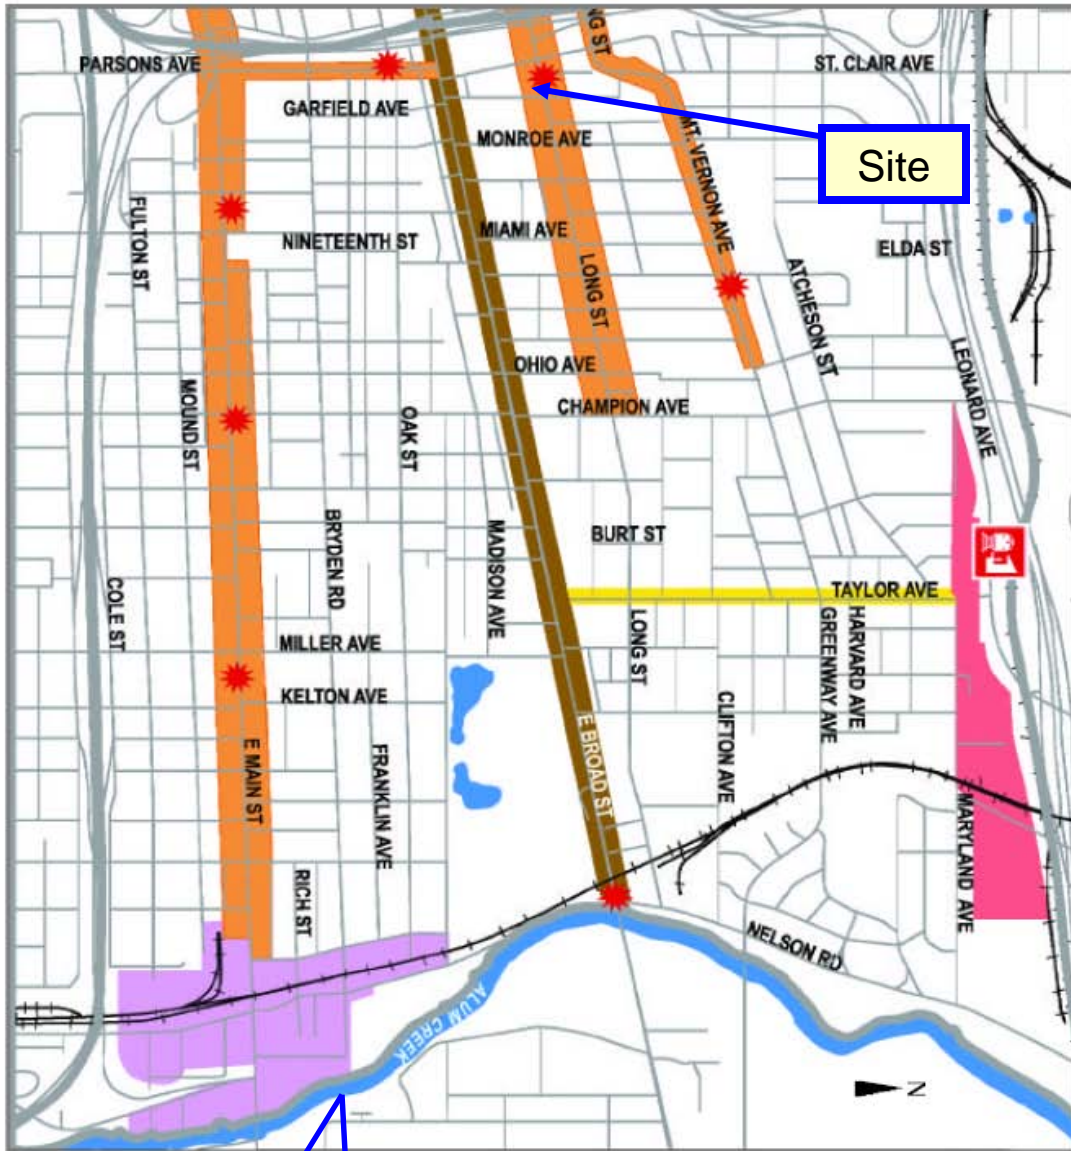 NG ST
PARSONS AVE
ST. CLAIR AVE
GARFIELD AVE
MONROE AVE
MT. VERNON AVE
Site
FULTON ST
NINETEENTH ST
MIAMI AVE
ELDA ST
LONG ST
ATCHESON ST
OHIO AVE
LEONARD AVE
MOUND ST
OAK ST
CHAMPION AVE
BRYDEN RD
MADISON AVE
BURT ST
COLE ST
TAYLOR AVE
MILLER AVE
LONG ST
GREENWAY AVE
HARVARD AVE
KELTON AVE
CLIFTON AVE
E MAIN ST
FRANKLIN AVE
E BROAD ST
MARYLAND AVE
RICH ST
NELSON RD
ALUM CREEK
N